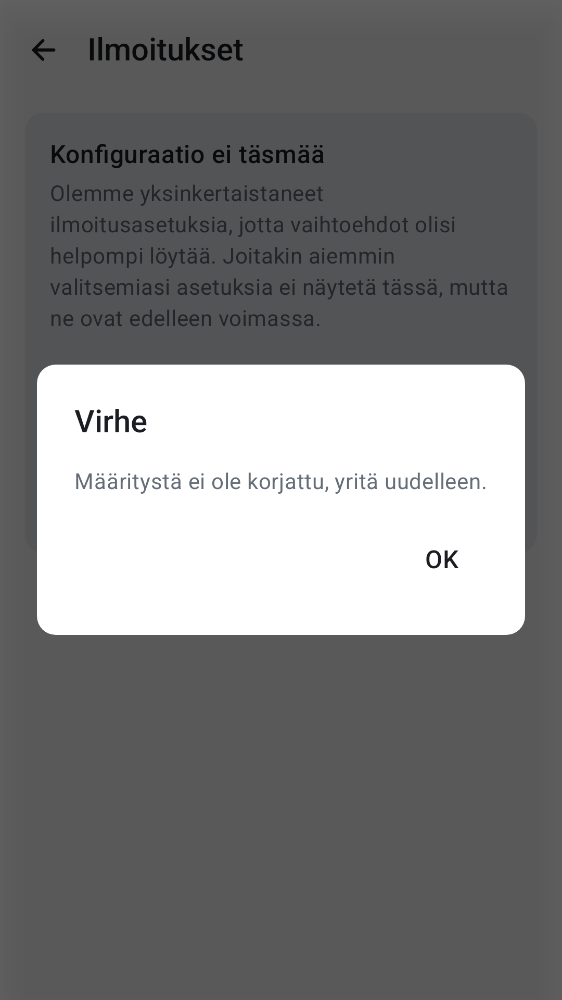 Ilmoitukset
Konfiguraatio ei täsmää
Olemme yksinkertaistaneet
ilmoitusasetuksia, jotta vaihtoehdot olisi
helpompi löytää. Joitakin aiemmin
valitsemiasi asetuksia ei näytetä tässä, mutta
ne ovat edelleen voimassa.
Virhe
Määritystä ei ole korjattu, yritä uudelleen.
OK